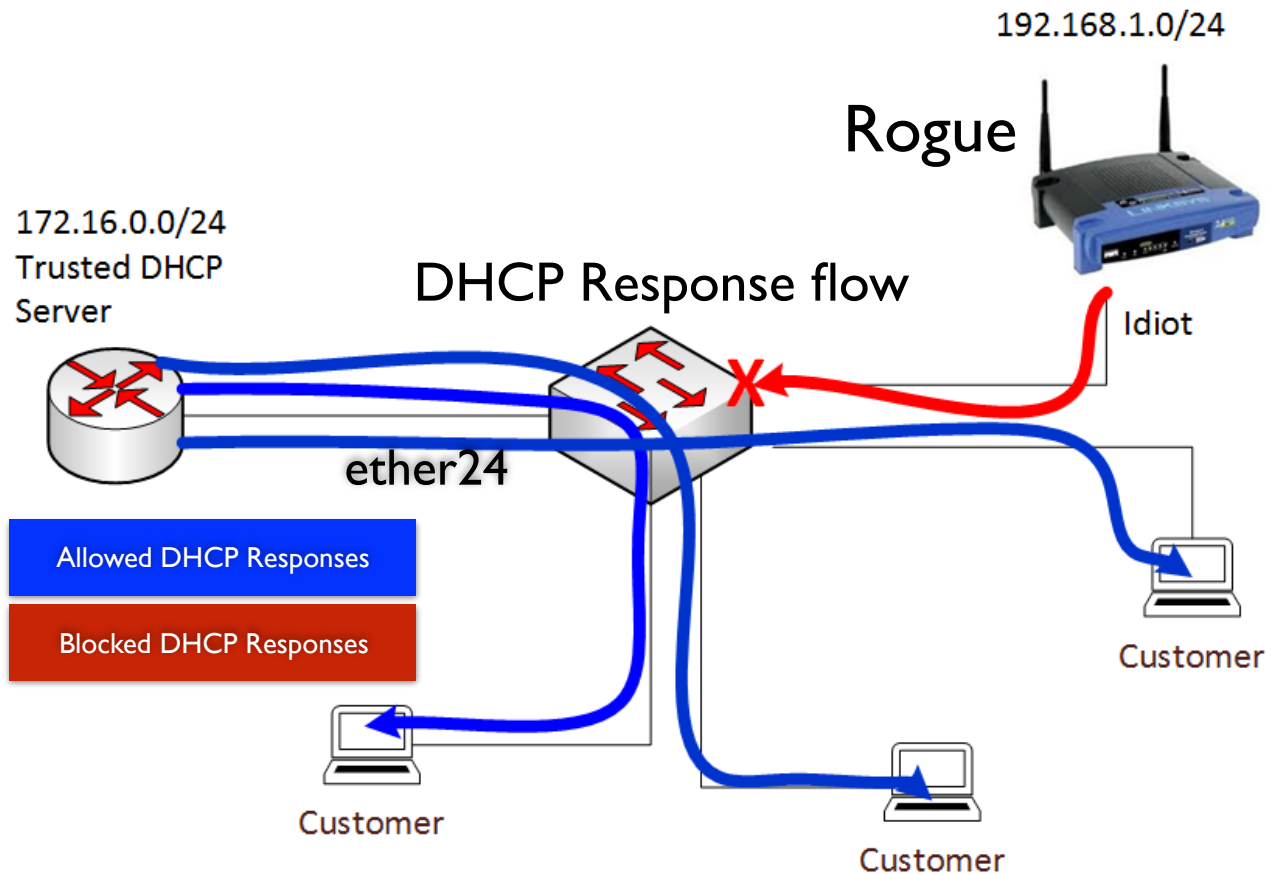 192.168.1.0/24
Rogue
LINKSYS
172.16.0.0/24
Trusted DHCP
Server
DHCP Response flow
Idiot
ether24
Allowed DHCP Responses
Blocked DHCP Responses
Customer
Customer
Customer